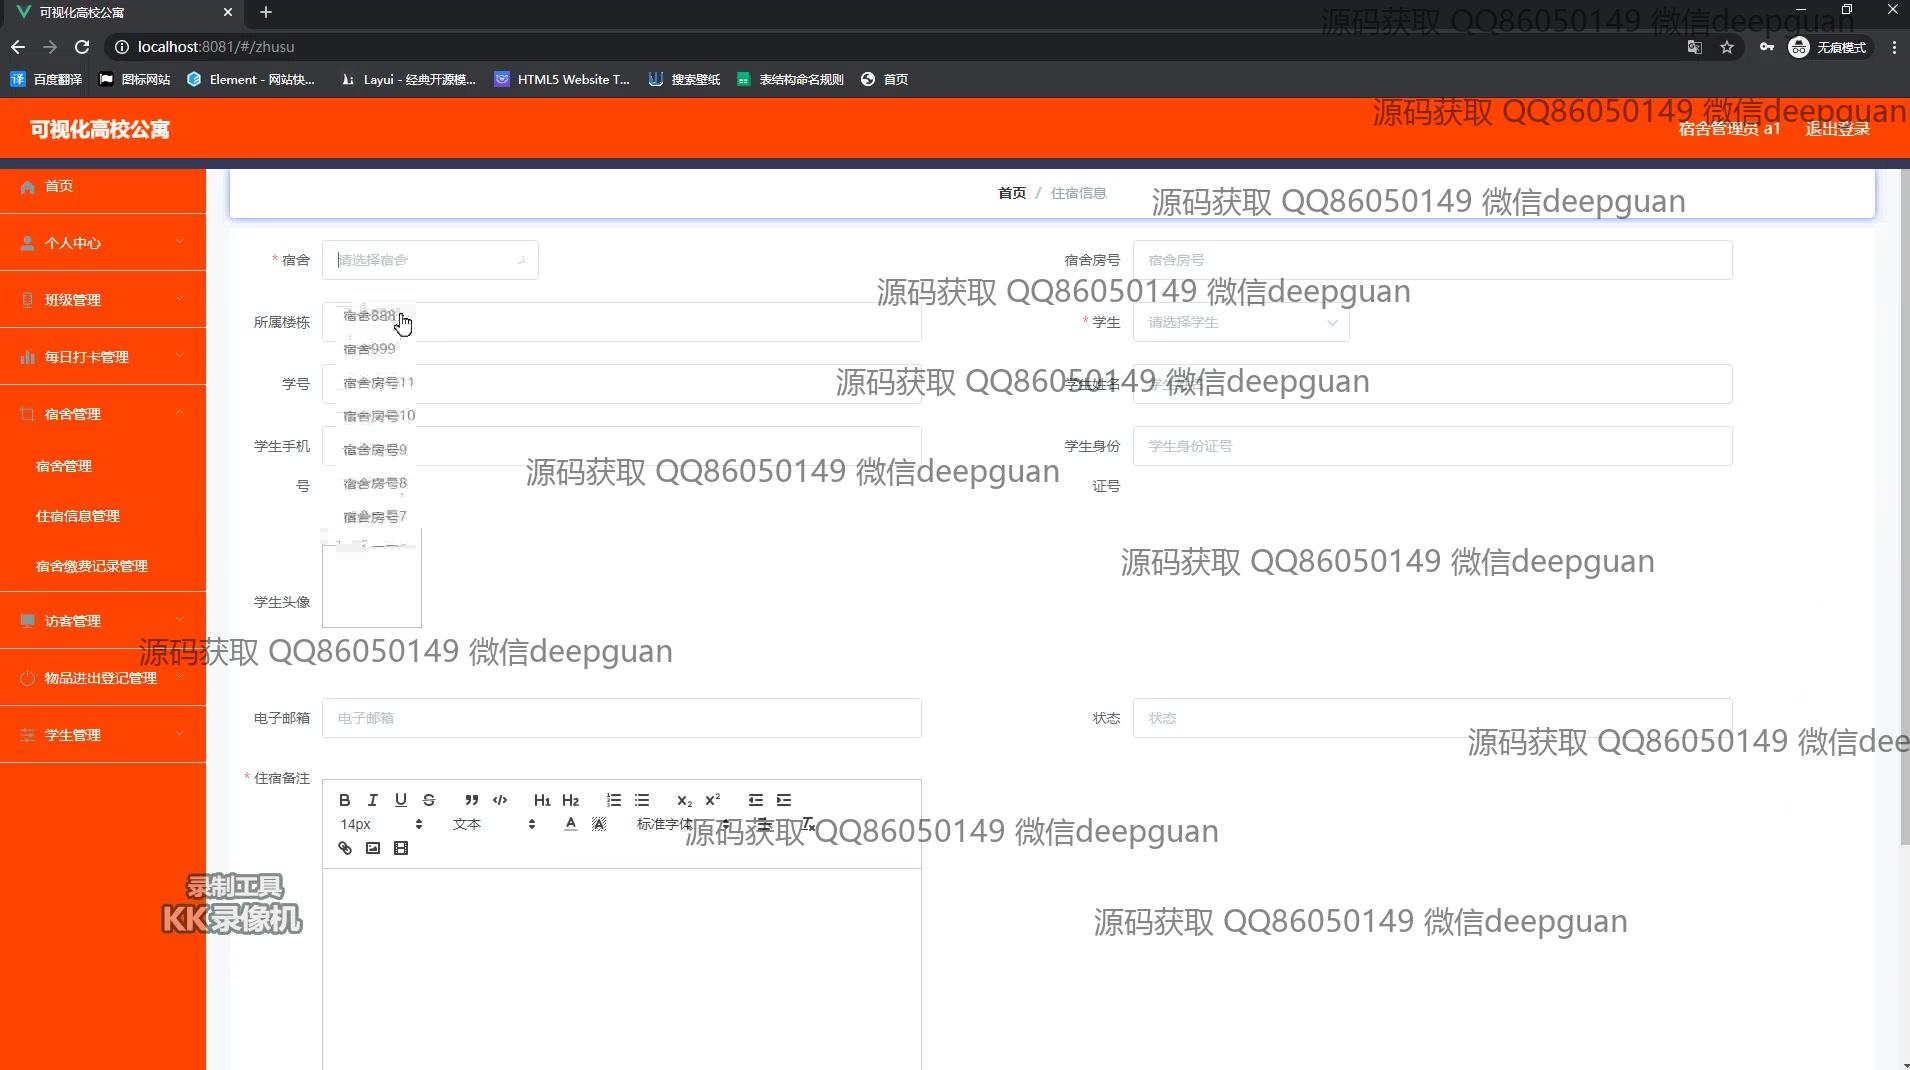 可视化高校公寓
源码获取 QQ86050149 微信deepguan
localhost:8081/#/zhusu
无痕模式
百度翻译 图标网站 Element - 网站快... Layui - 经典开源模... HTML5 Website T... 搜索壁纸 表结构命名规则 首页
源码获取 QQ86050149 微信deepguan
可视化高校公寓
宿舍管理员 a1 退出登录
首页
首页 / 住宿信息
源码获取 QQ86050149 微信deepguan
个人中心
* 宿舍 请选择宿舍
宿舍房号 宿舍房号
源码获取 QQ86050149 微信deepguan
班级管理
所属楼栋
宿舍888
* 学生 请选择学生
宿舍999
每日打卡管理
学号
宿舍房号11
源码获取 QQ86050149 微信deepguan
学生姓名
宿舍管理
宿舍房号10
学生手机号
宿舍房号9
学生身份证号 学生身份证号
宿舍管理
源码获取 QQ86050149 微信deepguan
宿舍房号8
住宿信息管理
宿舍房号7
宿舍缴费记录管理
源码获取 QQ86050149 微信deepguan
学生头像
访客管理
源码获取 QQ86050149 微信deepguan
物品进出登记管理
电子邮箱 电子邮箱
状态 状态
学生管理
源码获取 QQ86050149 微信dee
* 住宿备注
B I U S H1 H2 X2 X2
14px 文本 A A 标准字体
源码获取 QQ86050149 微信deepguan
录制工具
KK录像机
源码获取 QQ86050149 微信deepguan